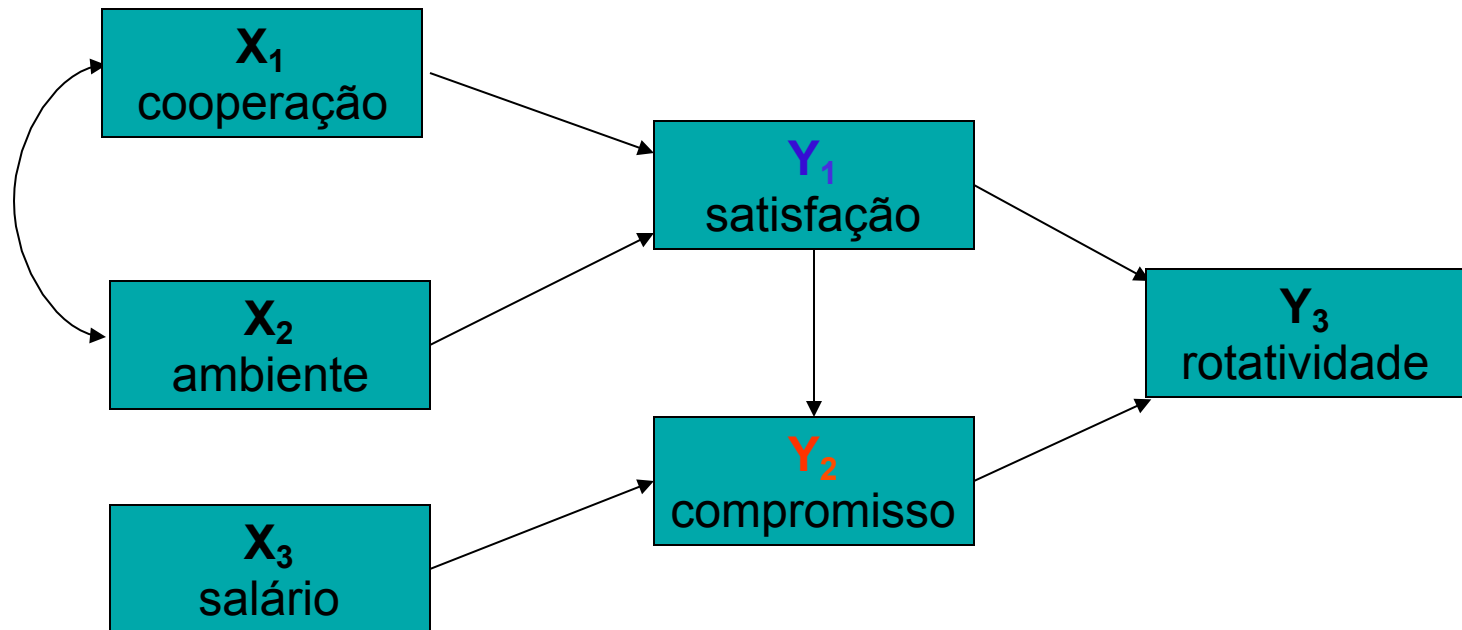 X₁
cooperação
Y₁
satisfação
X₂
ambiente
Y₃
rotatividade
Y₂
compromisso
X₃
salário